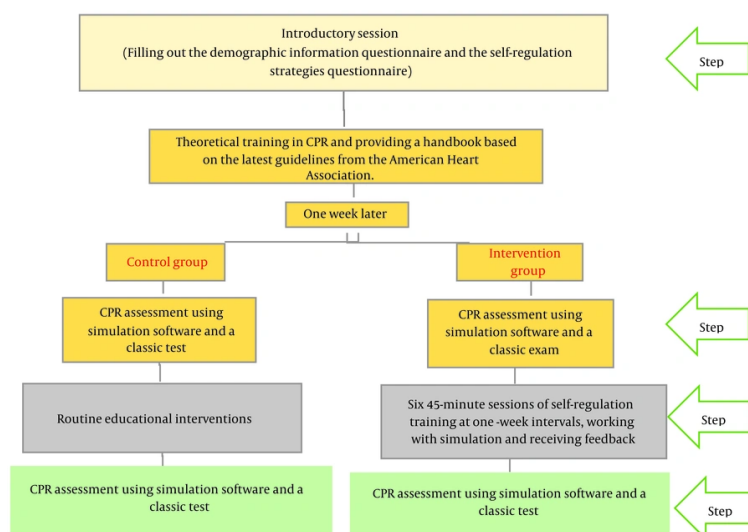 Introductory session
(Filling out the demographic information questionnaire and the self-regulation
strategies questionnaire)
Step
Theoretical training in CPR and providing a handbook based
on the latest guidelines from the American Heart
Association.
One week later
Control group
Intervention
group
CPR assessment using
simulation software and a
classic test
CPR assessment using
simulation software and a
classic exam
Step
Routine educational interventions
Six 45-minute sessions of self-regulation
training at one -week intervals, working
with simulation and receiving feedback
Step
CPR assessment using simulation software and a
classic test
CPR assessment using simulation software and a
classic test
Step